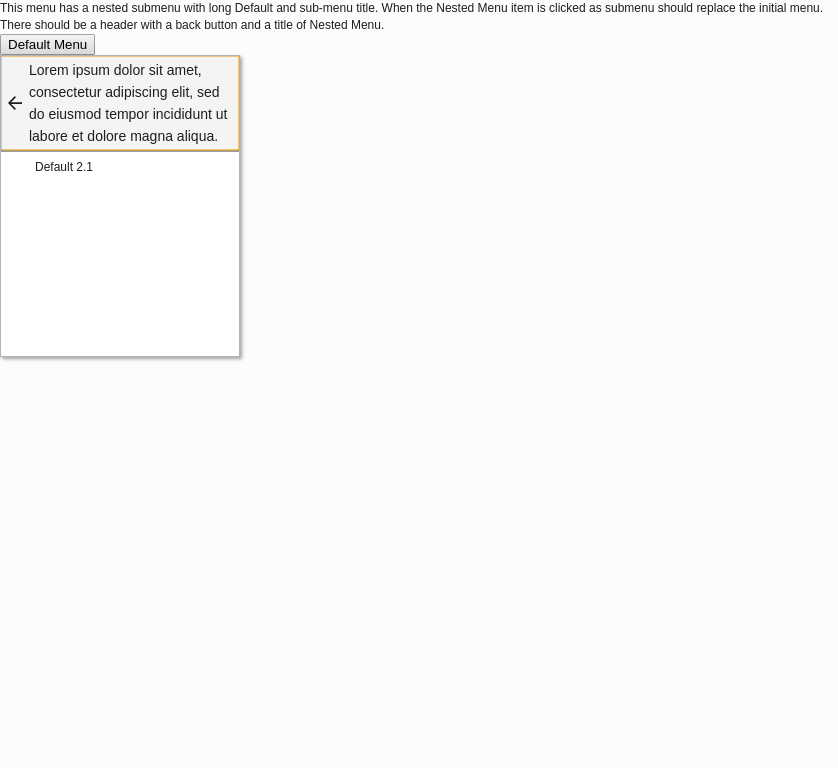 This menu has a nested submenu with long Default and sub-menu title. When the Nested Menu item is clicked as submenu should replace the initial menu.
There should be a header with a back button and a title of Nested Menu.
Default Menu
Lorem ipsum dolor sit amet,
consectetur adipiscing elit, sed
do eiusmod tempor incididunt ut
labore et dolore magna aliqua.
Default 2.1